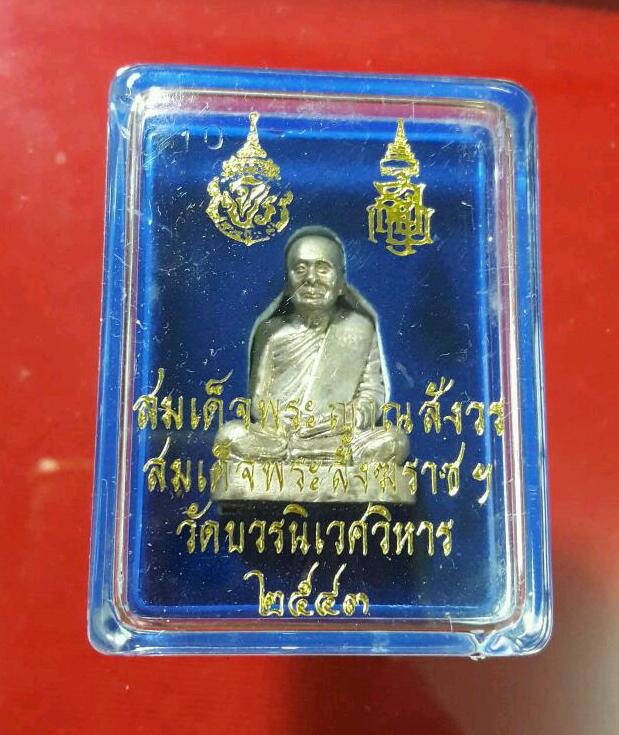 สมเด็จพระญาณสังวร
สมเด็จพระสังฆราชฯ
วัดบวรนิเวศวิหาร
๒๕๔๓